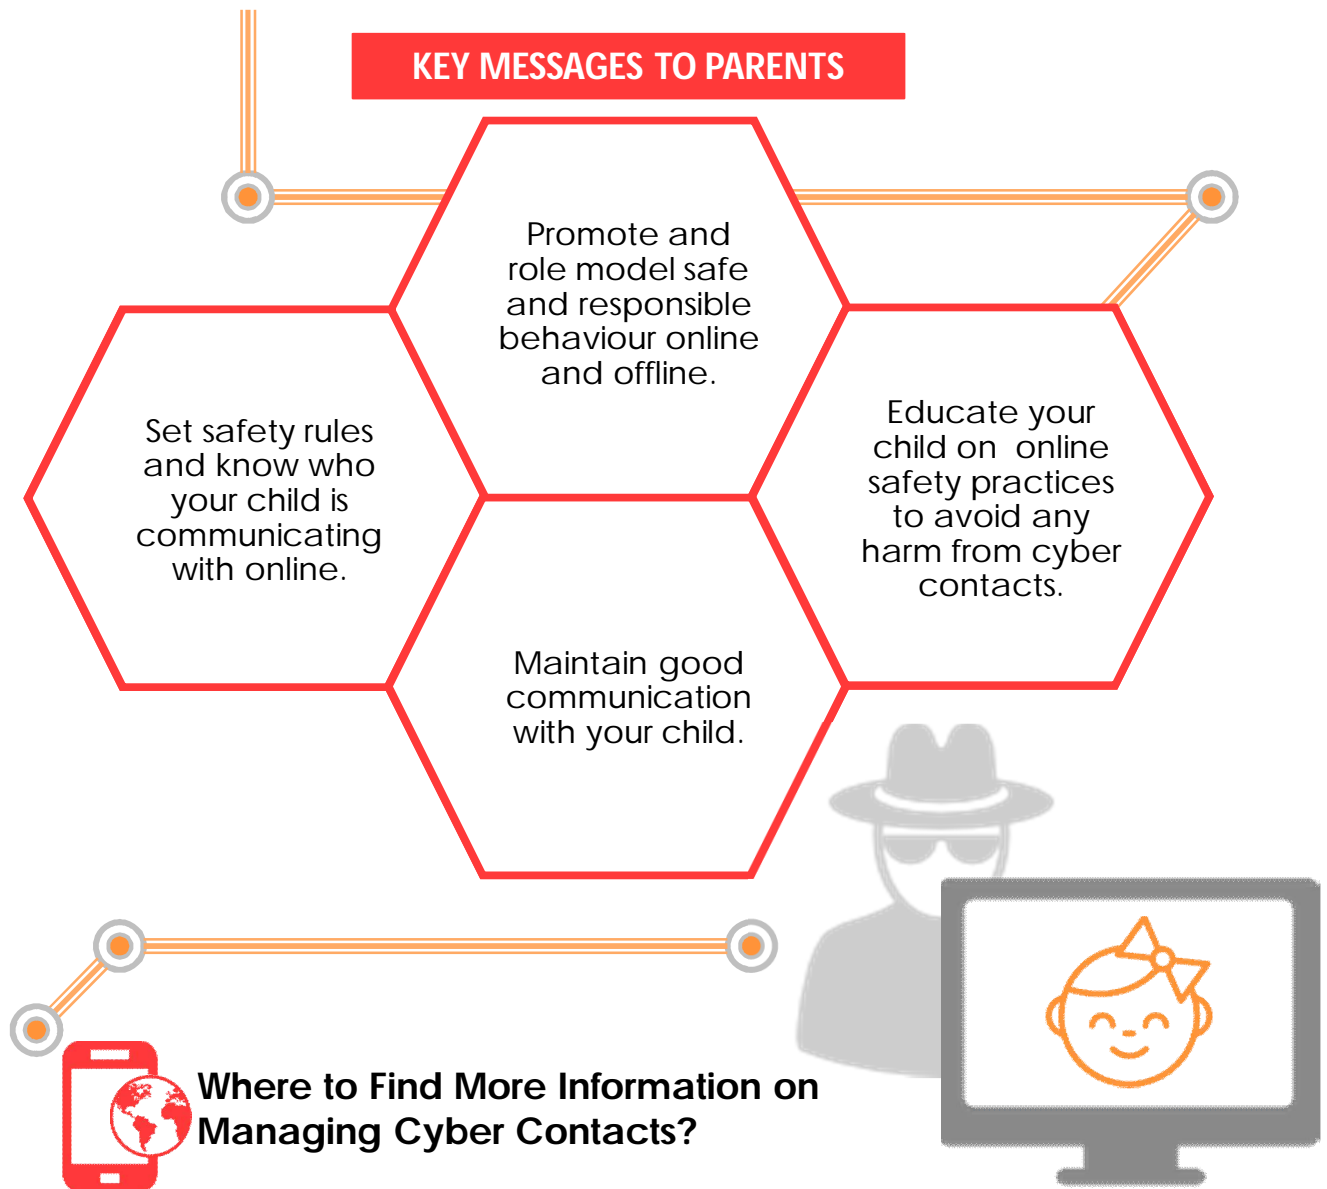 KEY MESSAGES TO PARENTS
Promote and
role model safe
and responsible
behaviour online
and offline.
Set safety rules
and know who
your child is
communicating
with online.
Educate your
child on  online
safety practices
to avoid any
harm from cyber
contacts.
Maintain good
communication
with your child.
Where to Find More Information on
Managing Cyber Contacts?